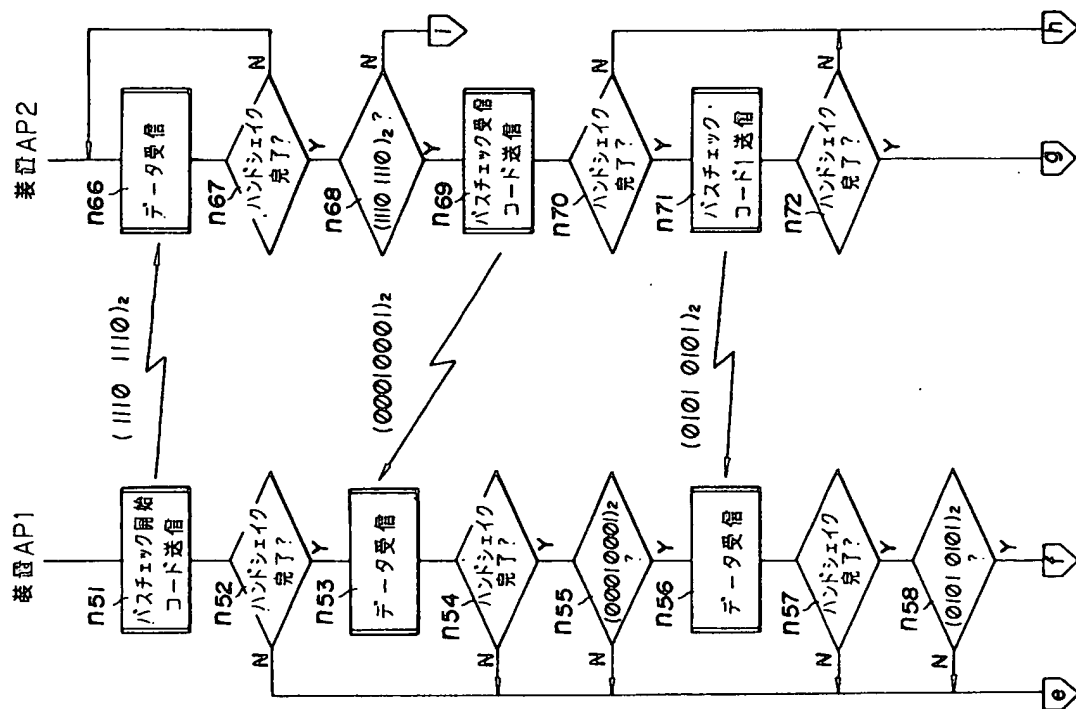 装置AP1
n51
バスチェック開始
コード送信
n52
ハンドシェイク
完了?
N
Y
n53
データ受信
n54
ハンドシェイク
完了?
N
Y
n55
(00010001)₂
?
N
Y
n56
データ受信
n57
ハンドシェイク
完了?
N
Y
n58
(0101 0101)₂
?
N
Y
e
f
(1110 1110)₂
(00010001)₂
(0101 0101)₂
装置AP2
n66
データ受信
n67
ハンドシェイク
完了?
N
Y
n68
(1110 1110)₂ ?
N
Y
i
n69
バスチェック受信
コード送信
n70
ハンドシェイク
完了?
N
Y
n71
バスチェック・
コード1送信
n72
ハンドシェイク
完了?
N
Y
g
h